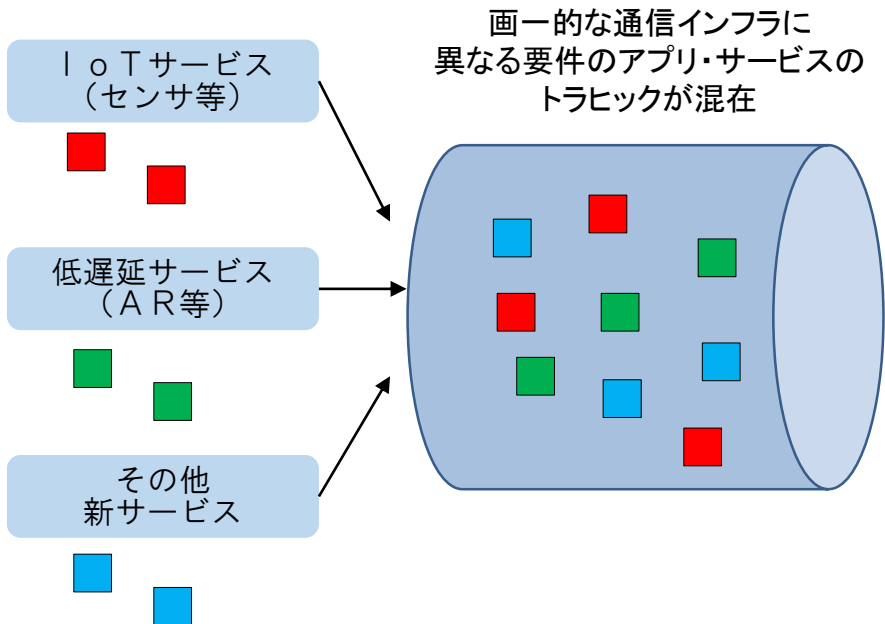 画一的な通信インフラに
異なる要件のアプリ・サービスの
トラヒックが混在
ＩｏＴサービス
（センサ等）
低遅延サービス
（ＡＲ等）
その他
新サービス